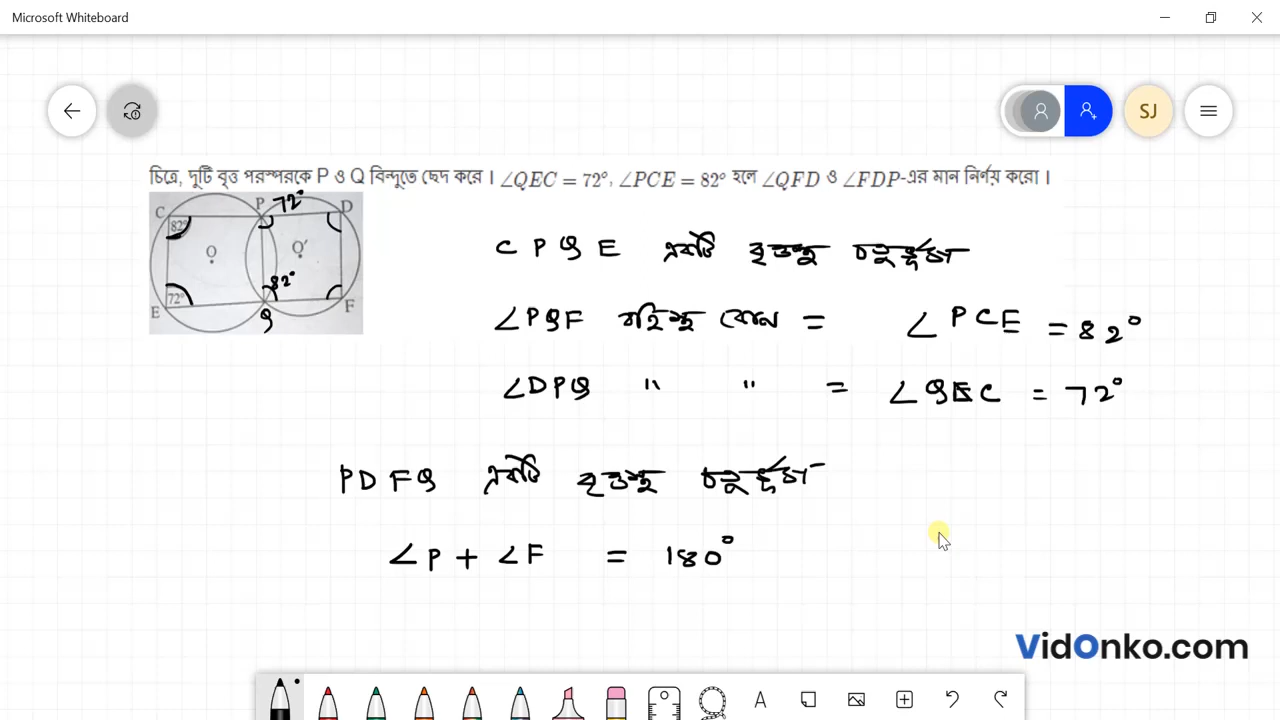 Microsoft Whiteboard
SJ
চিত্রে, দুটি বৃত্ত পরস্পরকে P ও Q বিন্দুতে ছেদ করে । ∠QEC = 72°, ∠PCE = 82° হলে ∠QFD ও ∠FDP-এর মান নির্ণয় করো ।
C P 72° D
82°
O Q'
82°
E 72° Q F
C P Q E একটি বৃত্তস্থ চতুর্ভুজ
∠PQF বহিস্থ কোণ = ∠PCE = 82°
∠DPQ " " = ∠QEC = 72°
PDFQ একটি বৃত্তস্থ চতুর্ভুজ
∠P + ∠F = 180°
VidOnko.com
A